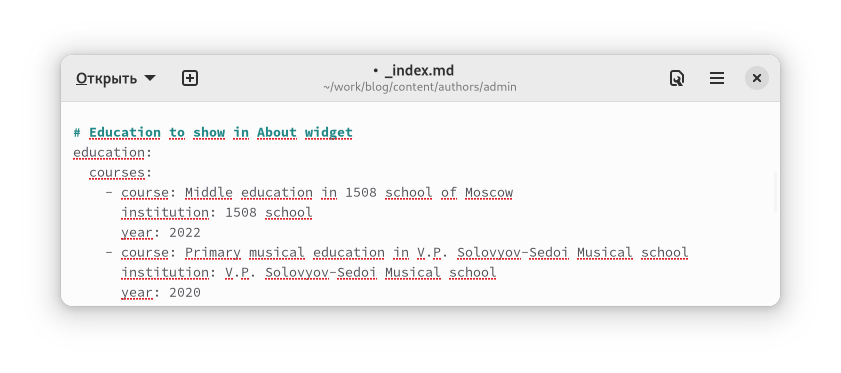 Открыть
• _index.md
~/work/blog/content/authors/admin
# Education to show in About widget
education:
courses:
- course: Middle education in 1508 school of Moscow
institution: 1508 school
year: 2022
- course: Primary musical education in V.P. Solovyov-Sedoi Musical school
institution: V.P. Solovyov-Sedoi Musical school
year: 2020